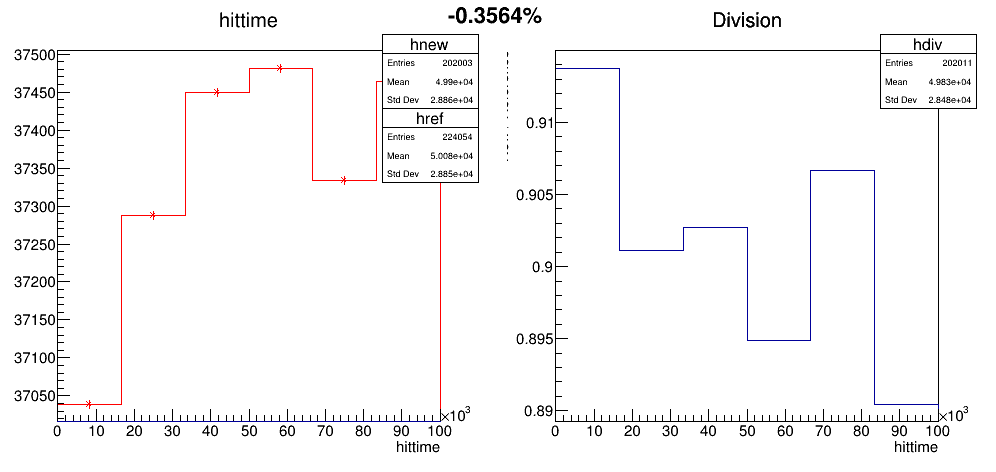 -0.3564%
hittime
hnew
Entries 202003
Mean 4.99e+04
Std Dev 2.886e+04
href
Entries 224054
Mean 5.008e+04
Std Dev 2.885e+04
37500
37450
37400
37350
37300
37250
37200
37150
37100
37050
0 10 20 30 40 50 60 70 80 90 100
×10³
hittime
Division
hdiv
Entries 202011
Mean 4.983e+04
Std Dev 2.848e+04
0.91
0.905
0.9
0.895
0.89
0 10 20 30 40 50 60 70 80 90 100
×10³
hittime